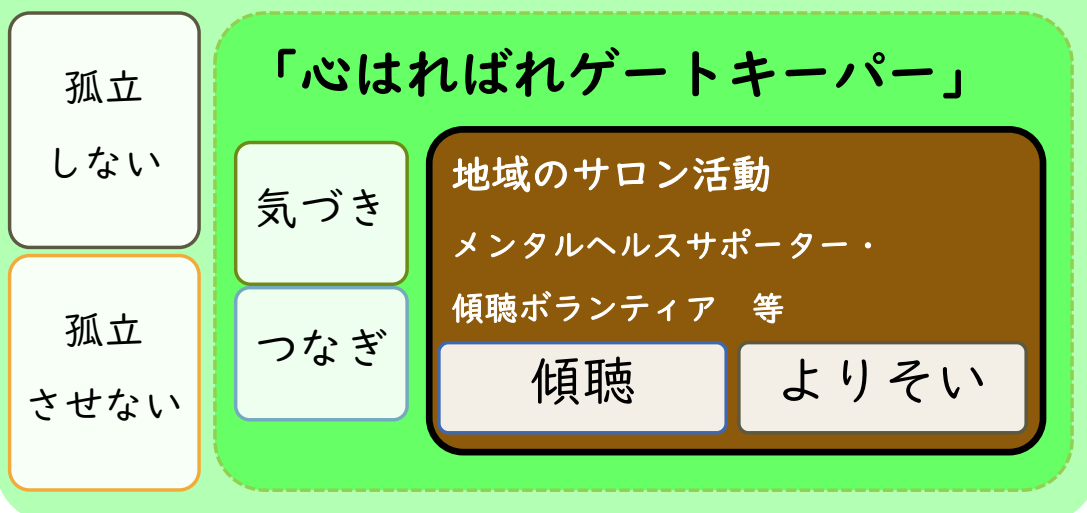 孤立
しない
孤立
させない
「心はればれゲートキーパー」
気づき
つなぎ
地域のサロン活動
メンタルヘルスサポーター・
傾聴ボランティア　等
傾聴
よりそい